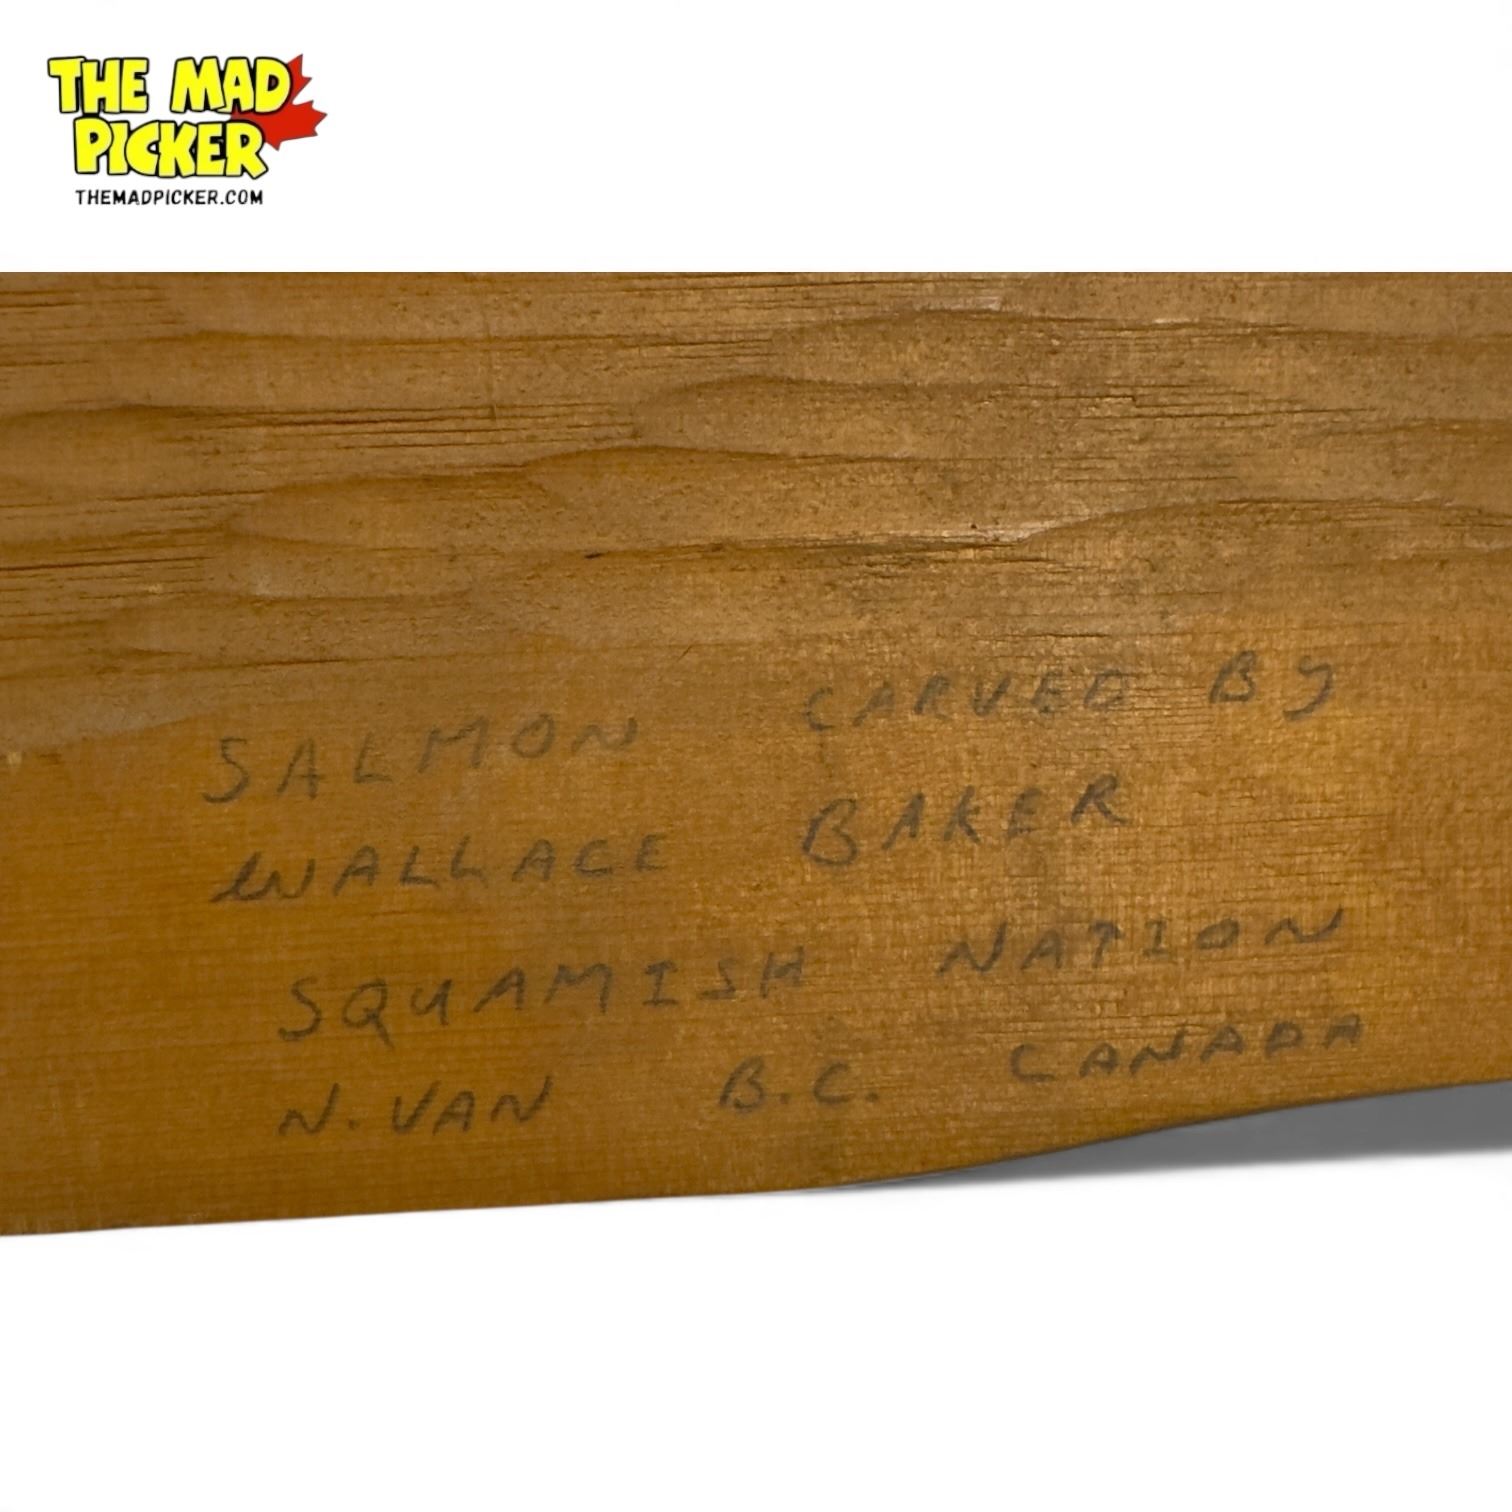 THE MAD
PICKER
THEMADPICKER.COM
SALMON CARVED By
WALLACE BAKER
SQUAMISH NATION
N. VAN B.C. CANADA